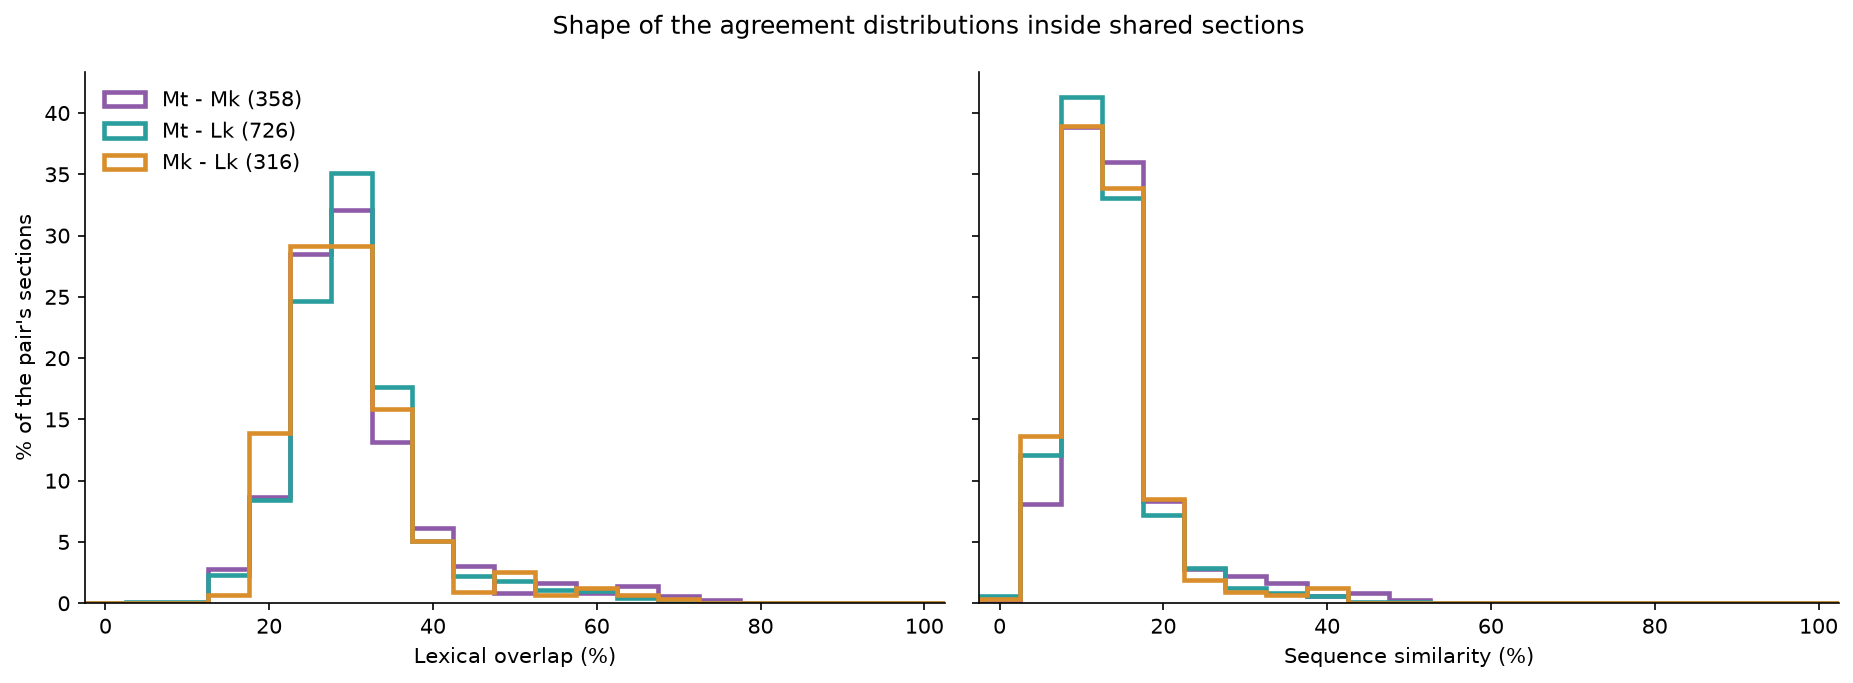 Shape of the agreement distributions inside shared sections
Mt - Mk (358)
Mt - Lk (726)
Mk - Lk (316)
% of the pair's sections
40
35
30
25
20
15
10
5
0
0 20 40 60 80 100
Lexical overlap (%)
0 20 40 60 80 100
Sequence similarity (%)